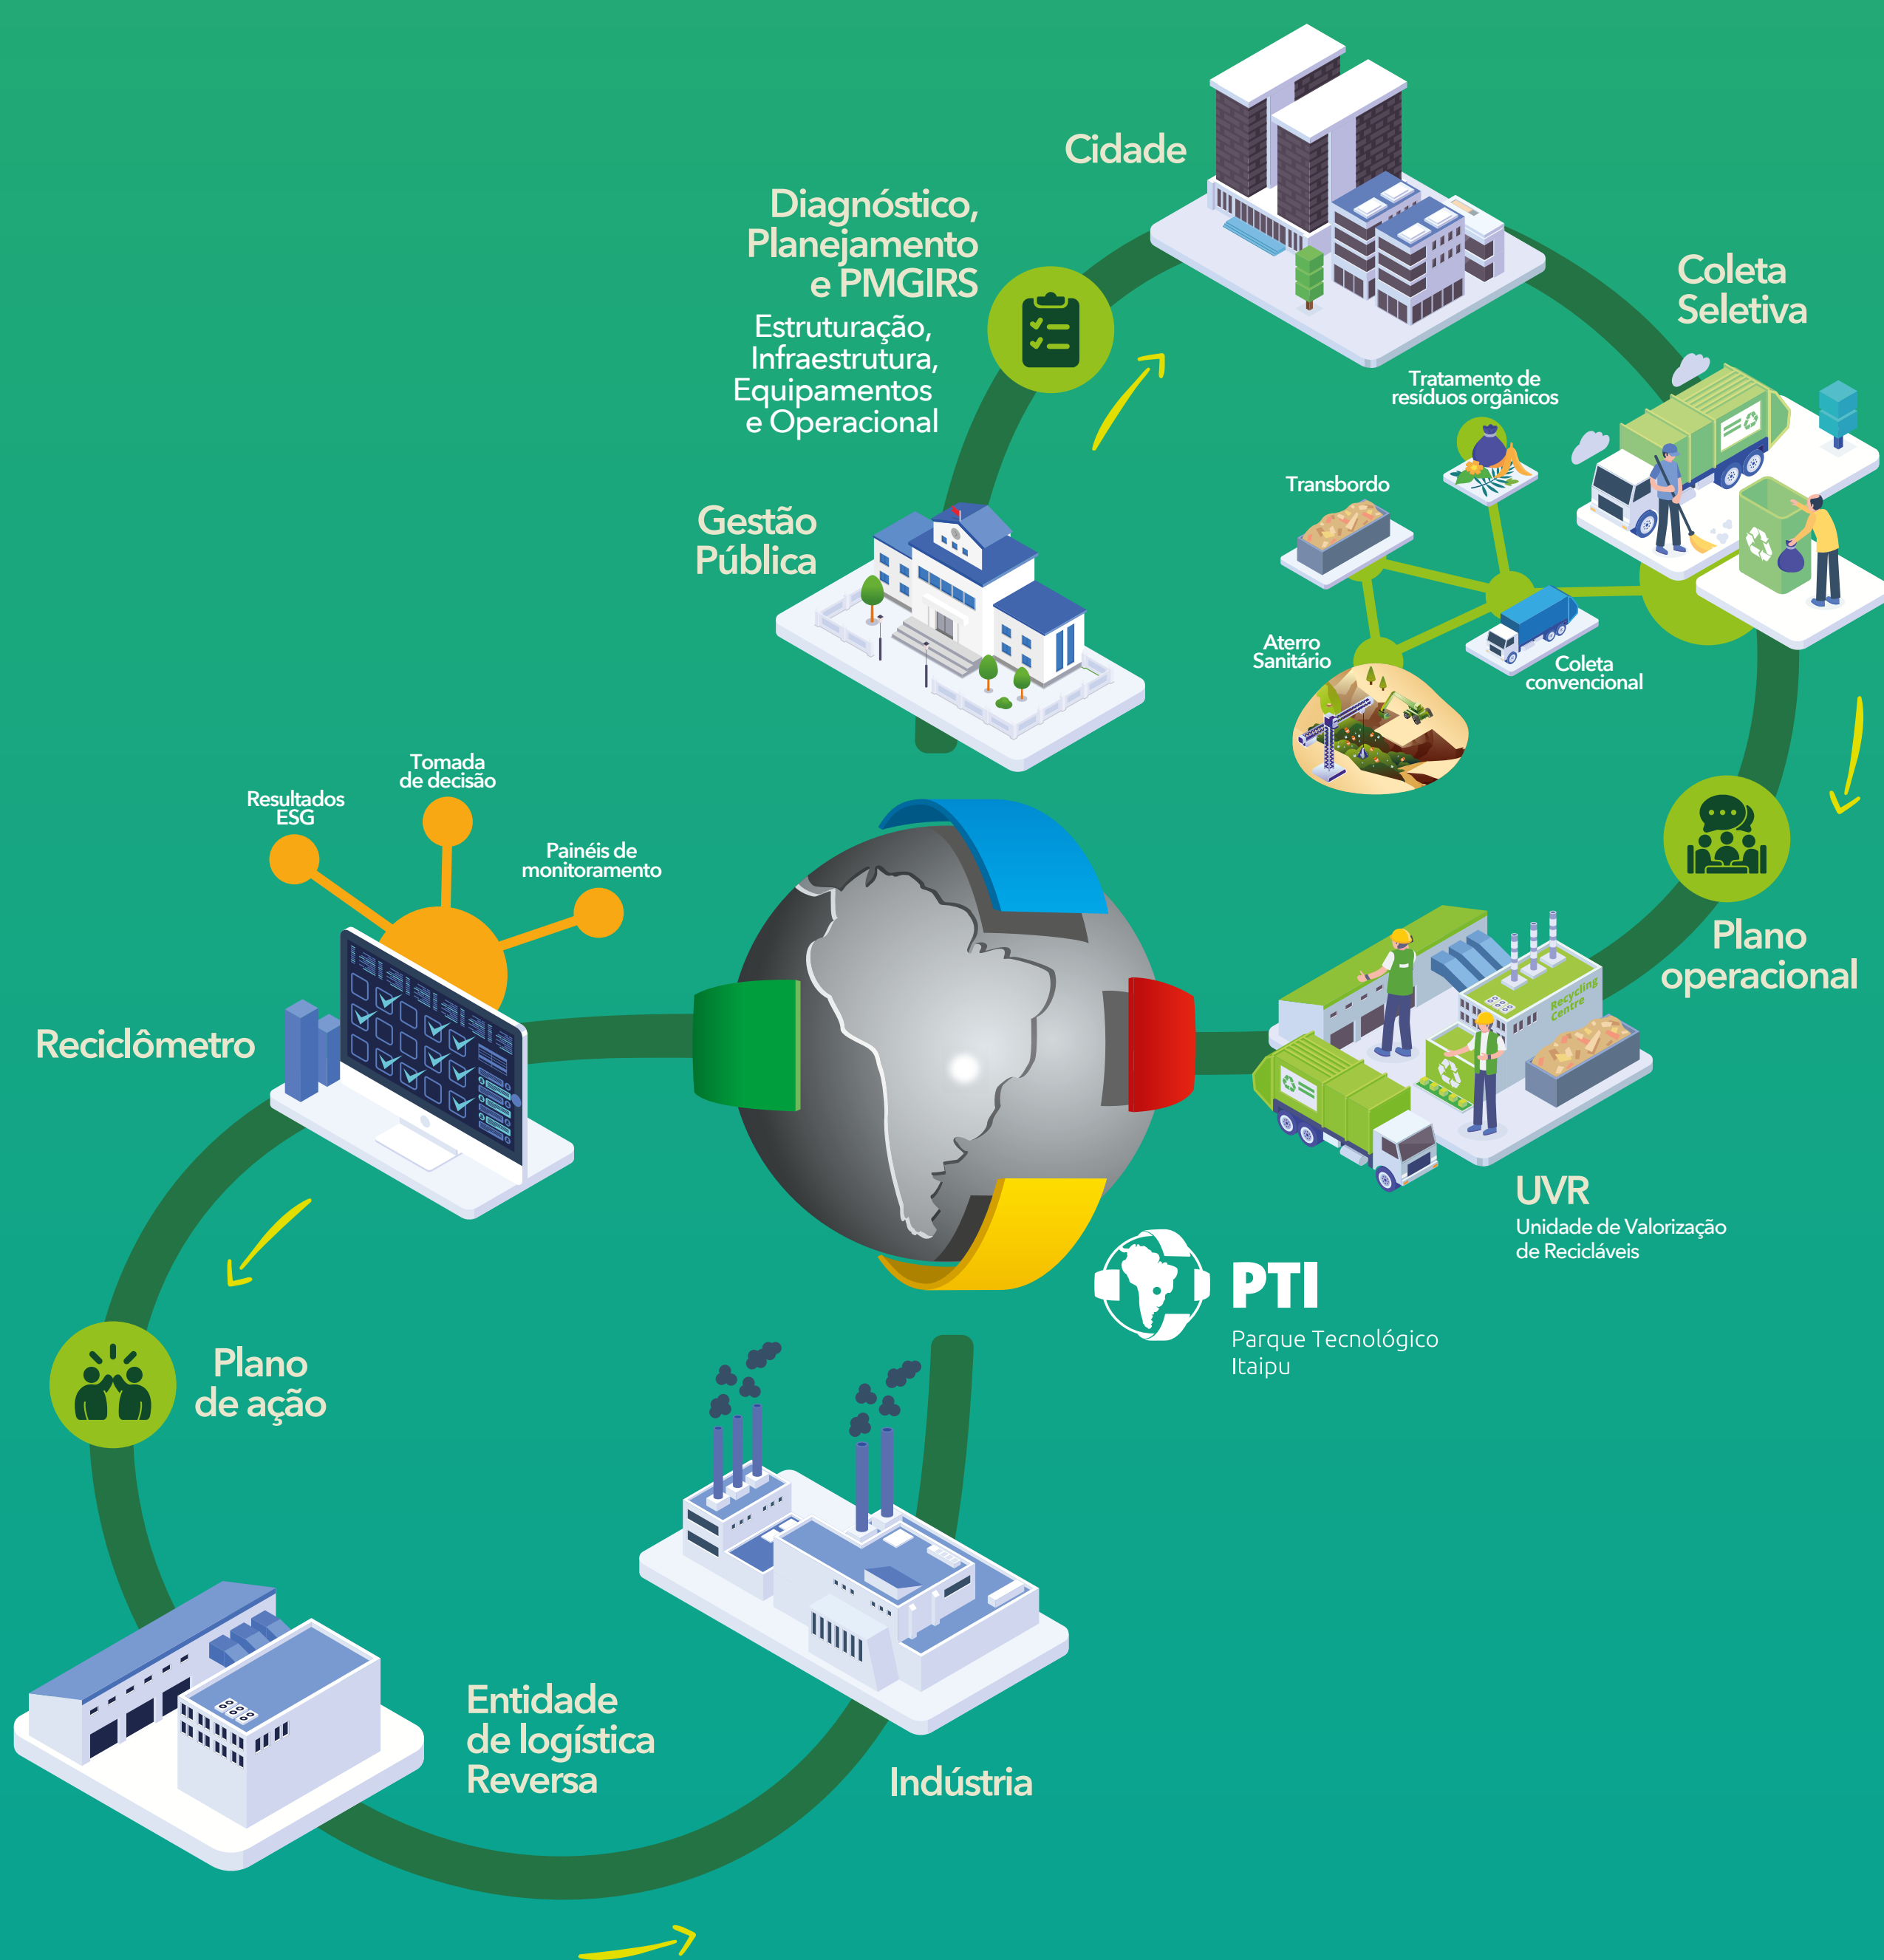 Cidade
Diagnóstico,
Planejamento
e PMGIRS
Estruturação,
Infraestrutura,
Equipamentos
e Operacional
Coleta
Seletiva
Tratamento de
resíduos orgânicos
Transbordo
Gestão
Pública
Aterro
Sanitário
Coleta
convencional
Tomada
de decisão
Resultados
ESG
Painéis de
monitoramento
Plano
operacional
Recycling
Centre
Reciclômetro
UVR
Unidade de Valorização
de Recicláveis
PTI
Parque Tecnológico
Itaipu
Plano
de ação
Entidade
de logística
Reversa
Indústria